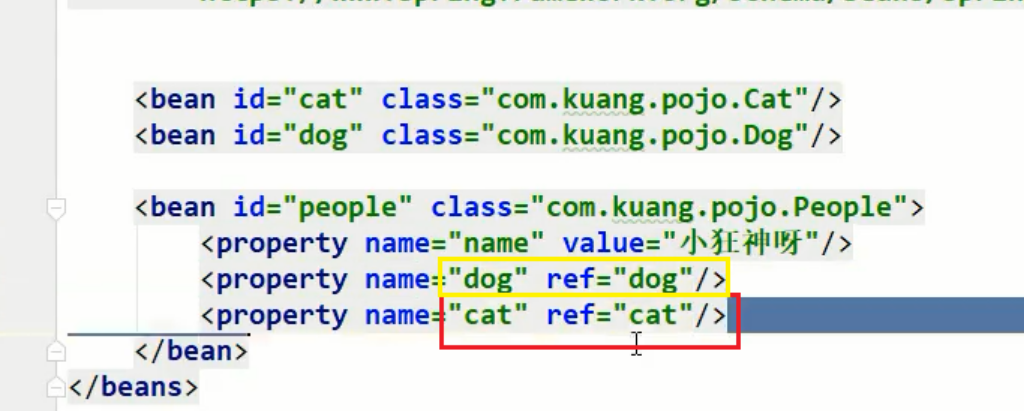 <bean id="cat" class="com.kuang.pojo.Cat"/>
<bean id="dog" class="com.kuang.pojo.Dog"/>
<bean id="people" class="com.kuang.pojo.People">
<property name="name" value="小狂神呀"/>
<property name="dog" ref="dog"/>
<property name="cat" ref="cat"/>
</bean>
</beans>